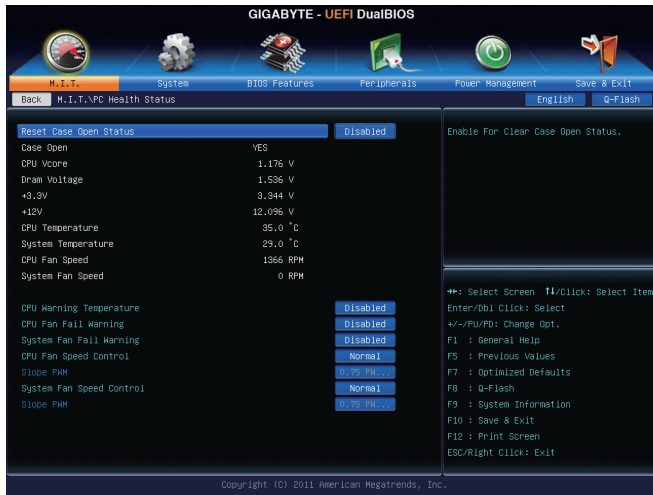 GIGABYTE - UEFI DualBIOS
M.I.T. System BIOS Features Peripherals Power Management Save & Exit
Back M.I.T.\PC Health Status English Q-Flash
Reset Case Open Status Disabled
Enable For Clear Case Open Status.
Case Open YES
CPU Vcore 1.176 V
Dram Voltage 1.536 V
+3.3V 3.344 V
+12V 12.096 V
CPU Temperature 35.0 °C
System Temperature 29.0 °C
CPU Fan Speed 1366 RPM
System Fan Speed 0 RPM
CPU Warning Temperature Disabled
CPU Fan Fail Warning Disabled
System Fan Fail Warning Disabled
CPU Fan Speed Control Normal
Slope PWM 0.75 PW...
System Fan Speed Control Normal
Slope PWM 0.75 PW...
→←: Select Screen ↑↓/Click: Select Item
Enter/Dbl Click: Select
+/-/PU/PD: Change Opt.
F1 : General Help
F5 : Previous Values
F7 : Optimized Defaults
F8 : Q-Flash
F9 : System Information
F10 : Save & Exit
F12 : Print Screen
ESC/Right Click: Exit
Copyright (C) 2011 American Megatrends, Inc.